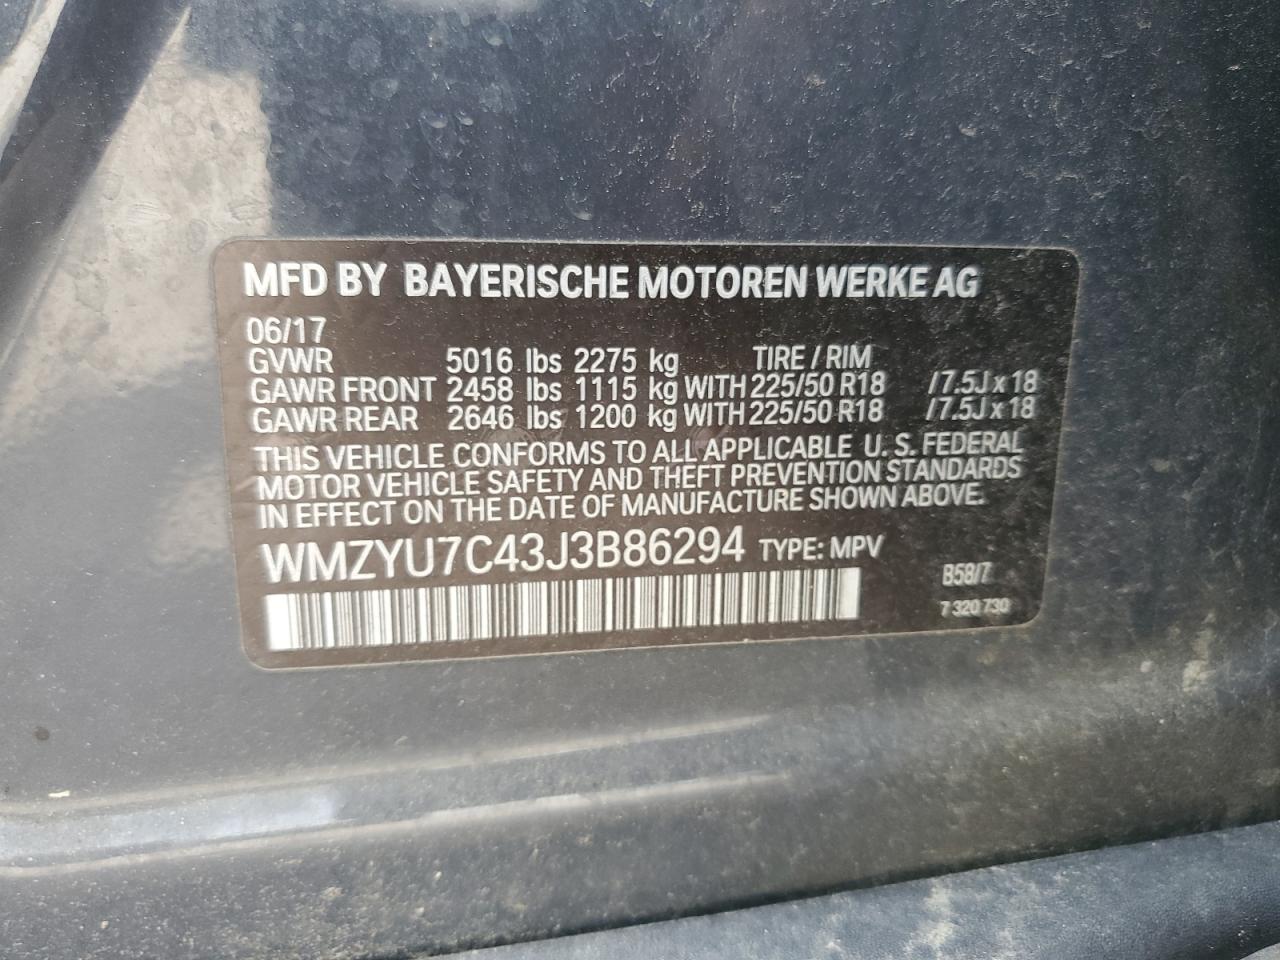 MFD BY BAYERISCHE MOTOREN WERKE AG
06/17
GVWR 5016 lbs 2275 kg TIRE / RIM
GAWR FRONT 2458 lbs 1115 kg WITH 225/50 R18 /7.5J x 18
GAWR REAR 2646 lbs 1200 kg WITH 225/50 R18 /7.5J x 18
THIS VEHICLE CONFORMS TO ALL APPLICABLE U. S. FEDERAL
MOTOR VEHICLE SAFETY AND THEFT PREVENTION STANDARDS
IN EFFECT ON THE DATE OF MANUFACTURE SHOWN ABOVE.
WMZYU7C43J3B86294 TYPE: MPV
B58/7
7 320 730